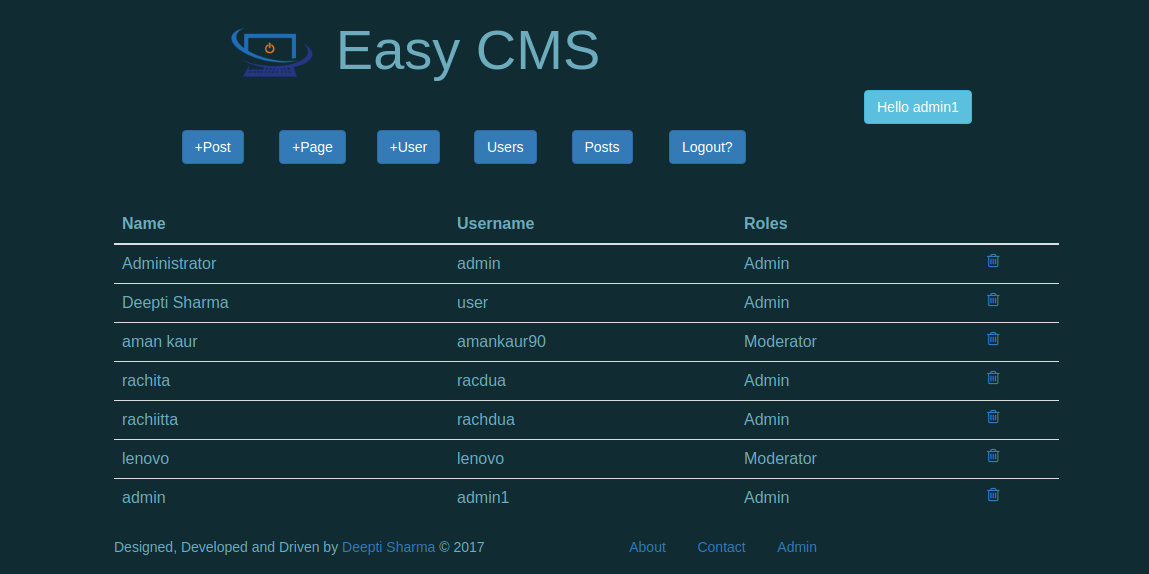 Easy CMS
Hello admin1
+Post +Page +User Users Posts Logout?
Name Username Roles
Administrator admin Admin
Deepti Sharma user Admin
aman kaur amankaur90 Moderator
rachita racdua Admin
rachiitta rachdua Admin
lenovo lenovo Moderator
admin admin1 Admin
Designed, Developed and Driven by Deepti Sharma © 2017 About Contact Admin